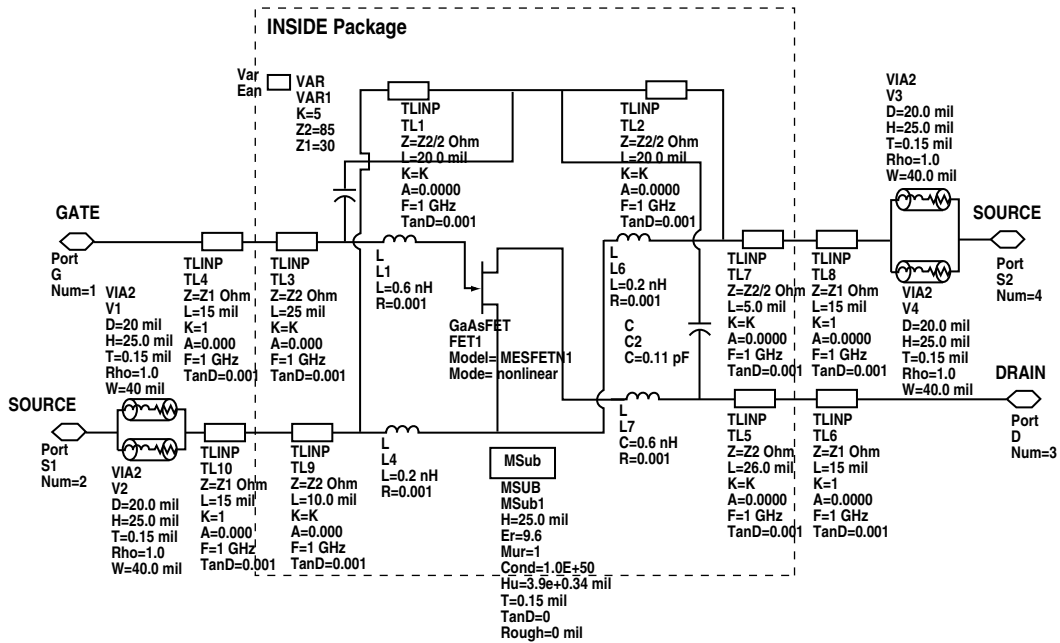 INSIDE Package
Var
Ean
VAR
VAR1
K=5
Z2=85
Z1=30
TLINP
TL1
Z=Z2/2 Ohm
L=20 0 mil
K=K
A=0.0000
F=1 GHz
TanD=0.001
TLINP
TL2
Z=Z2/2 Ohm
L=20 0 mil
K=K
A=0.0000
F=1 GHz
TanD=0.001
VIA2
V3
D=20.0 mil
H=25.0 mil
T=0.15 mil
Rho=1.0
W=40.0 mil
GATE
Port
G
Num=1
TLINP
TL4
Z=Z1 Ohm
L=15 mil
K=1
A=0.000
F=1 GHz
TanD=0.001
TLINP
TL3
Z=Z2 Ohm
L=25 mil
K=K
A=0.000
F=1 GHz
TanD=0.001
L
L1
L=0.6 nH
R=0.001
GaAsFET
FET1
Model= MESFETN1
Mode= nonlinear
L
L6
L=0.2 nH
R=0.001
C
C2
C=0.11 pF
TLINP
TL7
Z=Z2/2 Ohm
L=5.0 mil
K=K
A=0.0000
F=1 GHz
TanD=0.001
TLINP
TL8
Z=Z1 Ohm
L=15 mil
K=1
A=0.0000
F=1 GHz
TanD=0.001
VIA2
V4
D=20.0 mil
H=25.0 mil
T=0.15 mil
Rho=1.0
W=40.0 mil
SOURCE
Port
S2
Num=4
VIA2
V1
D=20 mil
H=25.0 mil
T=0.15 mil
Rho=1.0
W=40 mil
SOURCE
Port
S1
Num=2
VIA2
V2
D=20.0 mil
H=25.0 mil
T=0.15 mil
Rho=1.0
W=40.0 mil
TLINP
TL10
Z=Z1 Ohm
L=15 mil
K=1
A=0.000
F=1 GHz
TanD=0.001
TLINP
TL9
Z=Z2 Ohm
L=10.0 mil
K=K
A=0.000
F=1 GHz
TanD=0.001
L
L4
L=0.2 nH
R=0.001
MSub
MSUB
MSub1
H=25.0 mil
Er=9.6
Mur=1
Cond=1.0E+50
Hu=3.9e+0.34 mil
T=0.15 mil
TanD=0
Rough=0 mil
L
L7
C=0.6 nH
R=0.001
TLINP
TL5
Z=Z2 Ohm
L=26.0 mil
K=K
A=0.0000
F=1 GHz
TanD=0.001
TLINP
TL6
Z=Z1 Ohm
L=15 mil
K=1
A=0.0000
F=1 GHz
TanD=0.001
DRAIN
Port
D
Num=3